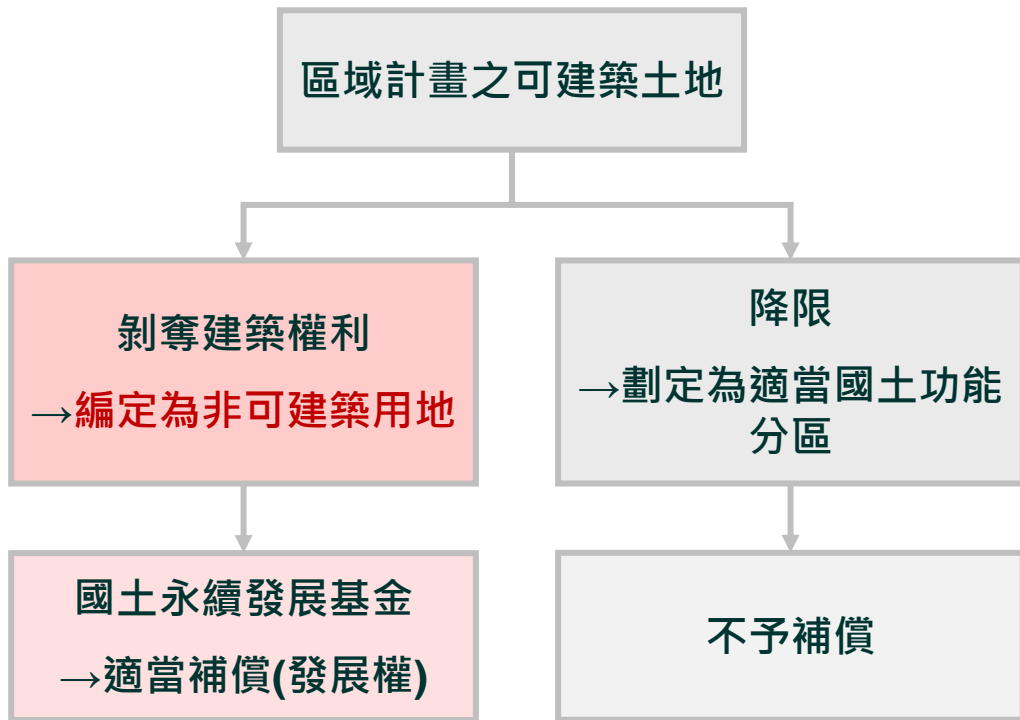 區域計畫之可建築土地
剝奪建築權利
→編定為非可建築用地
降限
→劃定為適當國土功能
分區
國土永續發展基金
→適當補償(發展權)
不予補償